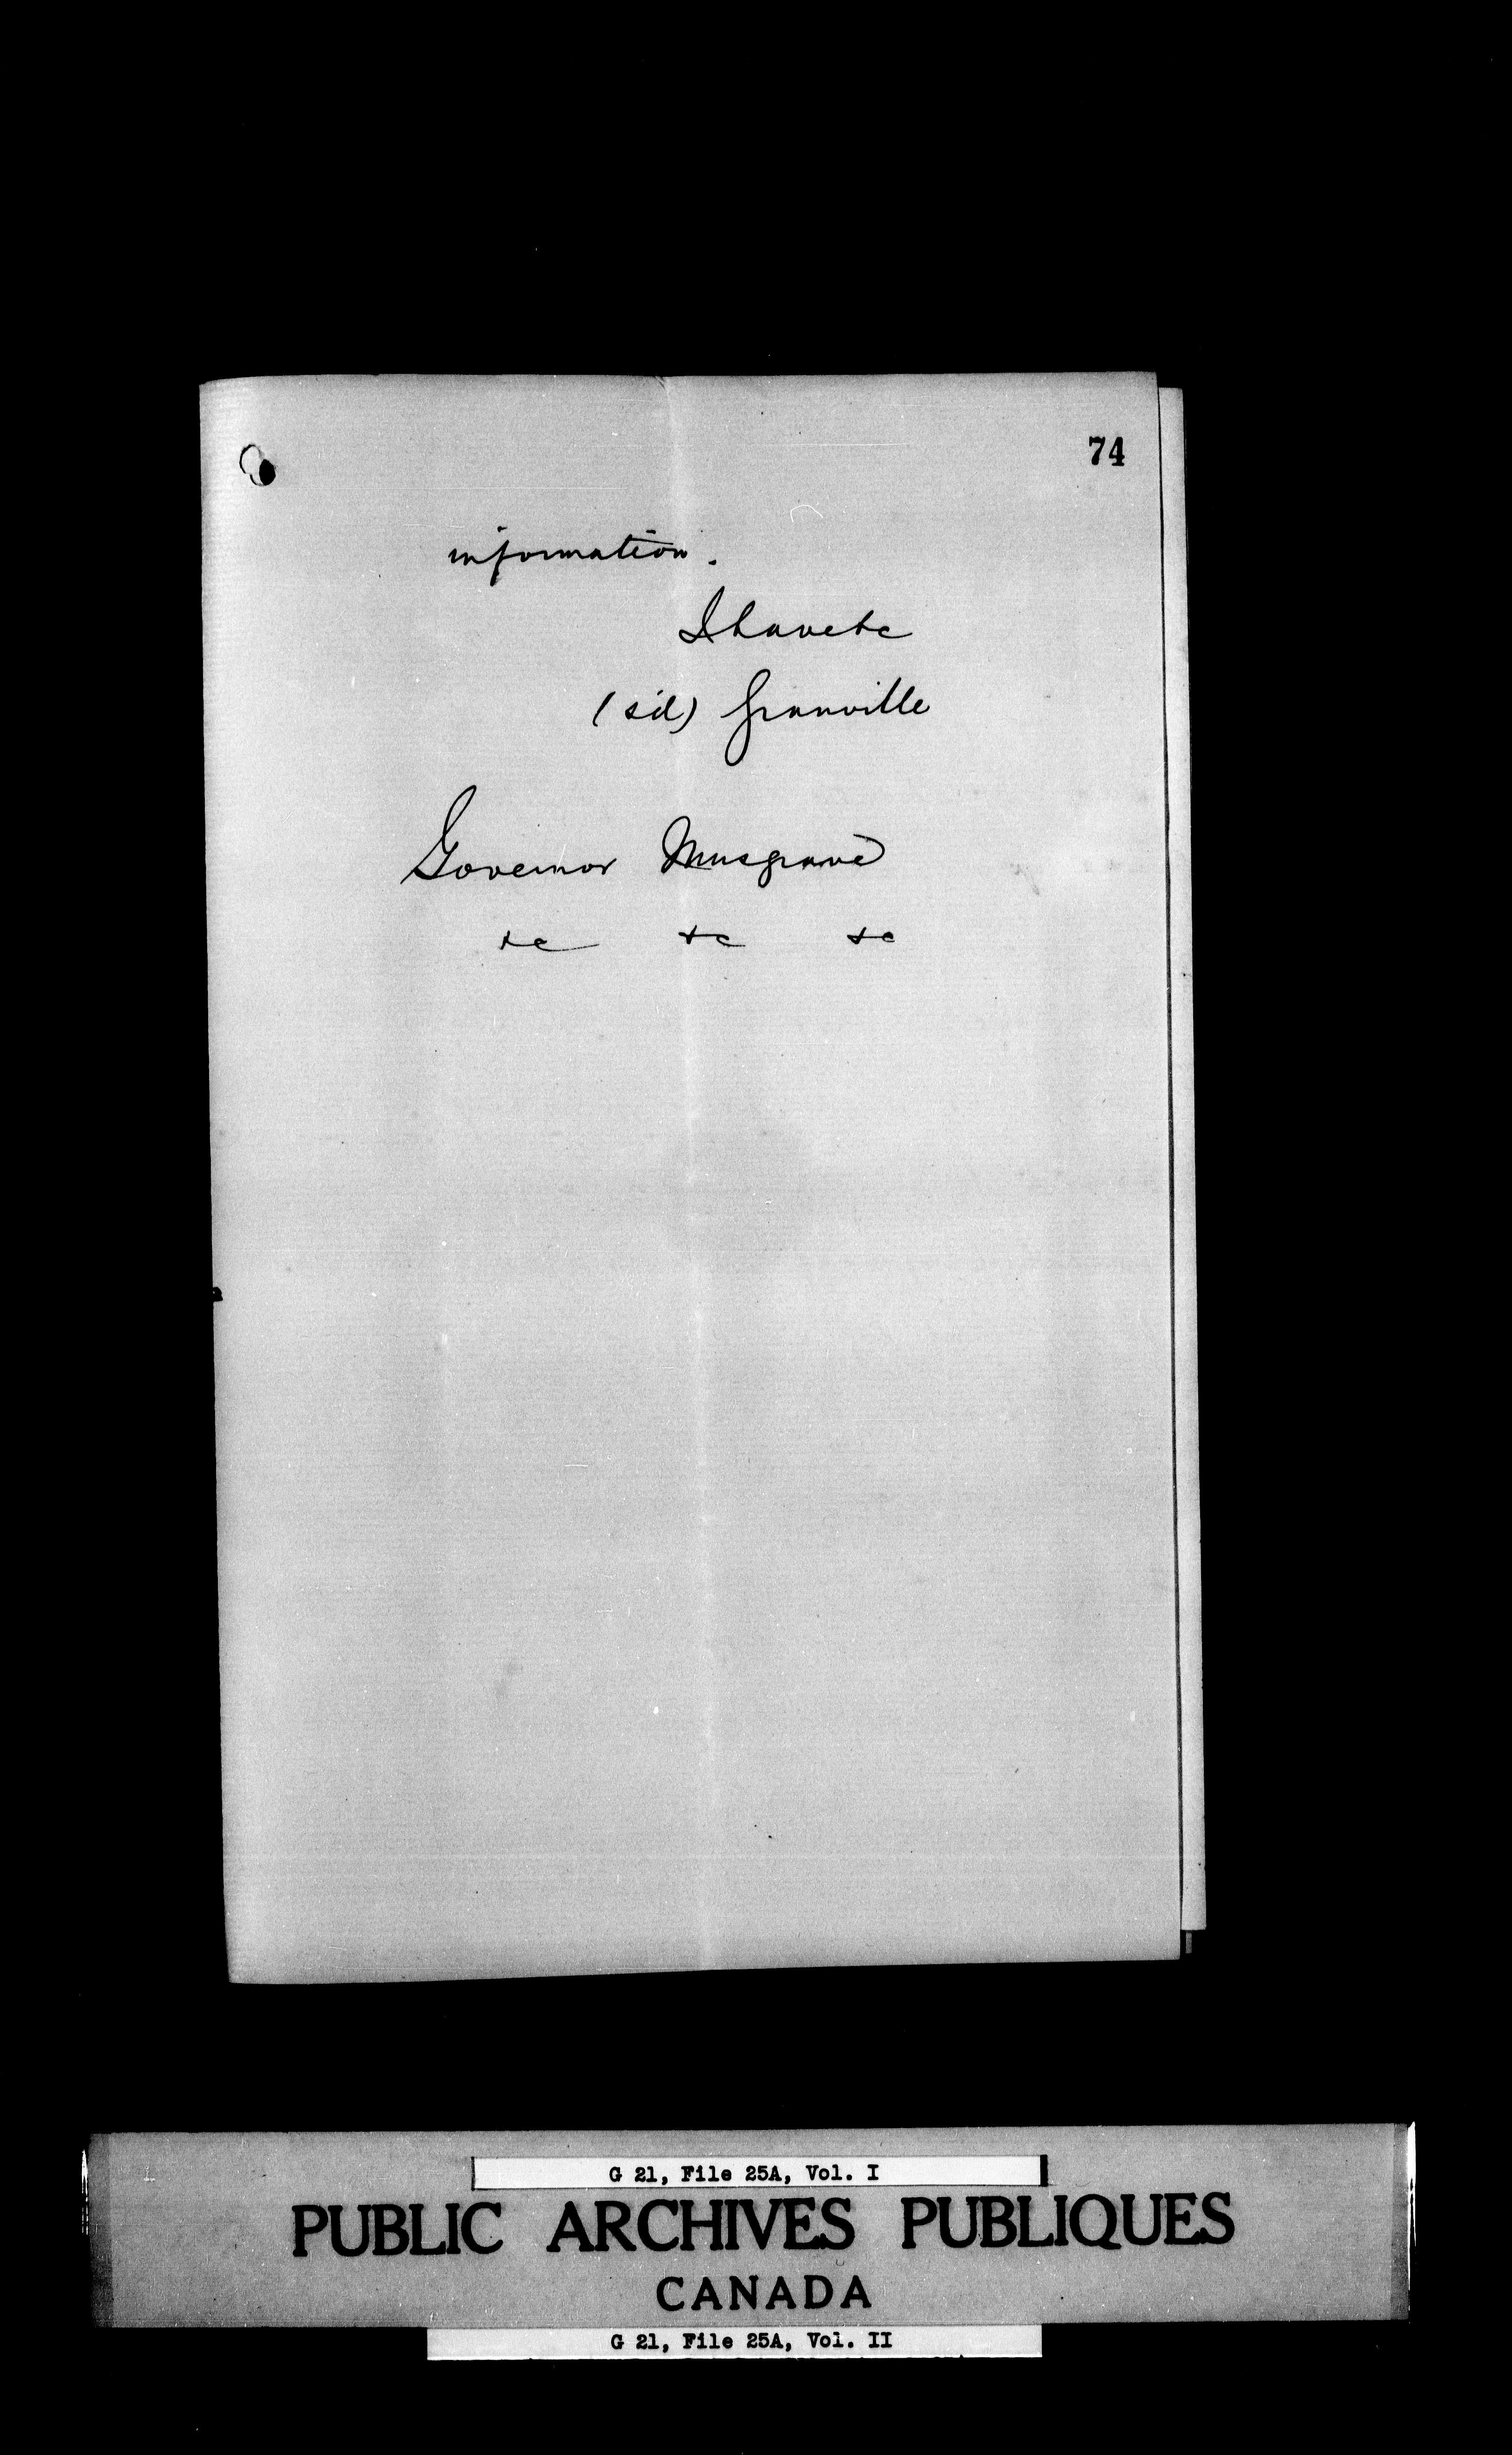 74
information.
I have &c
(sd) Granville
Governor Musgrave
&c &c &c
G 21, File 25A, Vol. I
PUBLIC ARCHIVES PUBLIQUES
CANADA
G 21, File 25A, Vol. II